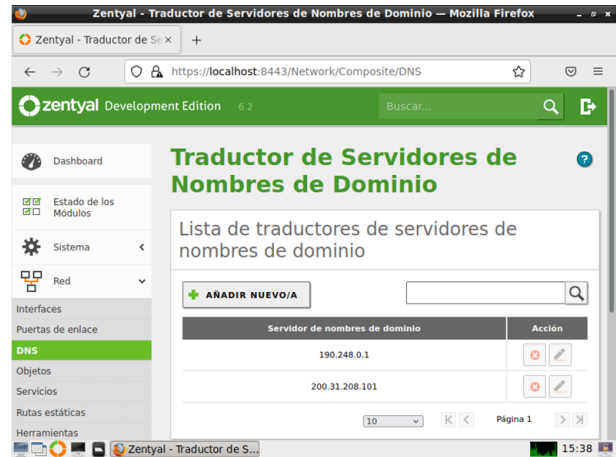 Zentyal - Traductor de Servidores de Nombres de Dominio — Mozilla Firefox
Zentyal - Traductor de Se
https://localhost:8443/Network/Composite/DNS
zentyal Development Edition 6.2
Buscar...
Dashboard
Estado de los
Módulos
Sistema
Red
Interfaces
Puertas de enlace
DNS
Objetos
Servicios
Rutas estáticas
Herramientas
Traductor de Servidores de
Nombres de Dominio
Lista de traductores de servidores de
nombres de dominio
AÑADIR NUEVO/A
Servidor de nombres de dominio Acción
190.248.0.1
200.31.208.101
10 Página 1
Zentyal - Traductor de S...
15:38